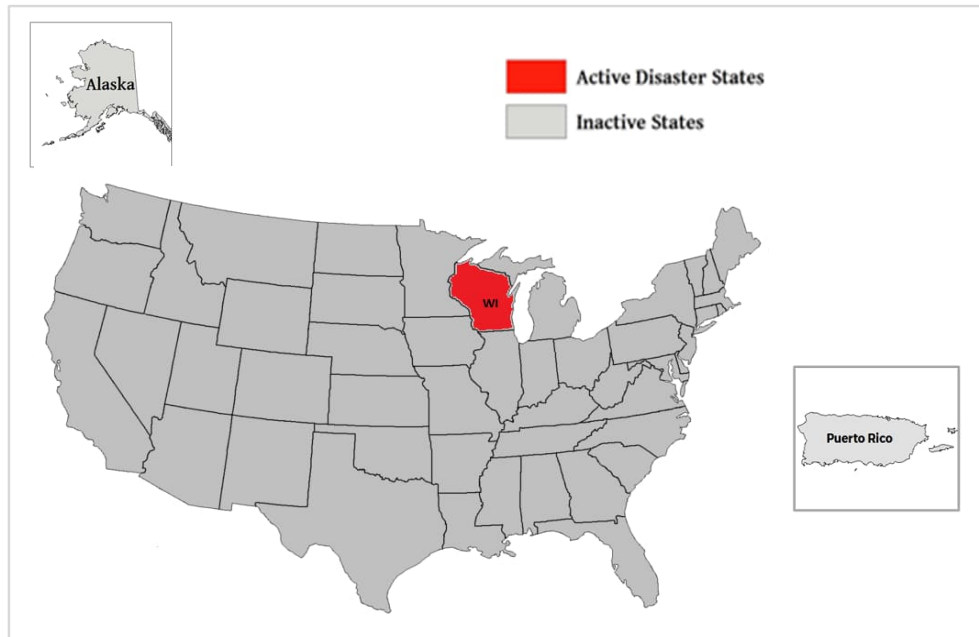 Alaska
Active Disaster States
Inactive States
WI
Puerto Rico